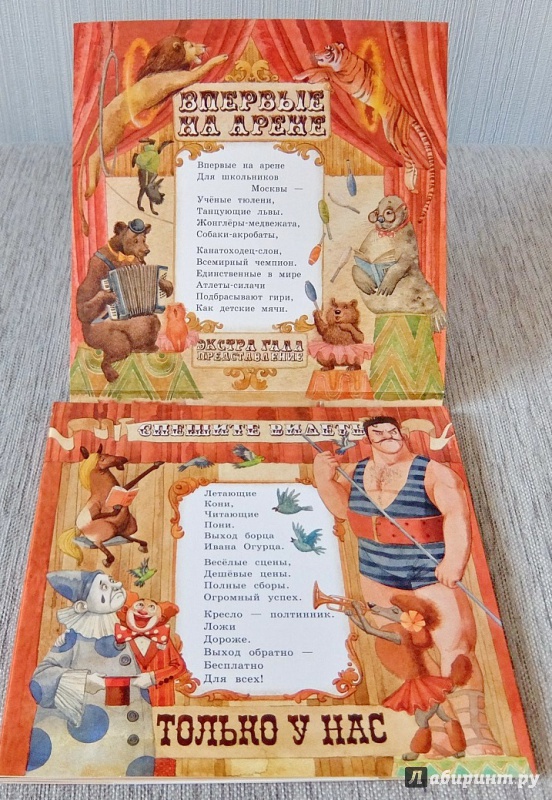 ВПЕРВЫЕ
НА АРЕНЕ
Впервые на арене
Для школьников
Москвы —
Учёные тюлени,
Танцующие львы.
Жонглёры-медвежата,
Собаки-акробаты,
Канатоходец-слон,
Всемирный чемпион.
Единственные в мире
Атлеты-силачи
Подбрасывают гири,
Как детские мячи.
ЭКСТРА ГАЛА
ПРЕДСТАВЛЕНИЕ
СПЕШИТЕ ВИДЕТЬ
Летающие
Кони,
Читающие
Пони.
Выход борца
Ивана Огурца.
Весёлые сцены,
Дешёвые цены.
Полные сборы.
Огромный успех.
Кресло — полтинник.
Ложи
Дороже.
Выход обратно —
Бесплатно
Для всех!
ТОЛЬКО У НАС
Лабиринт.ру